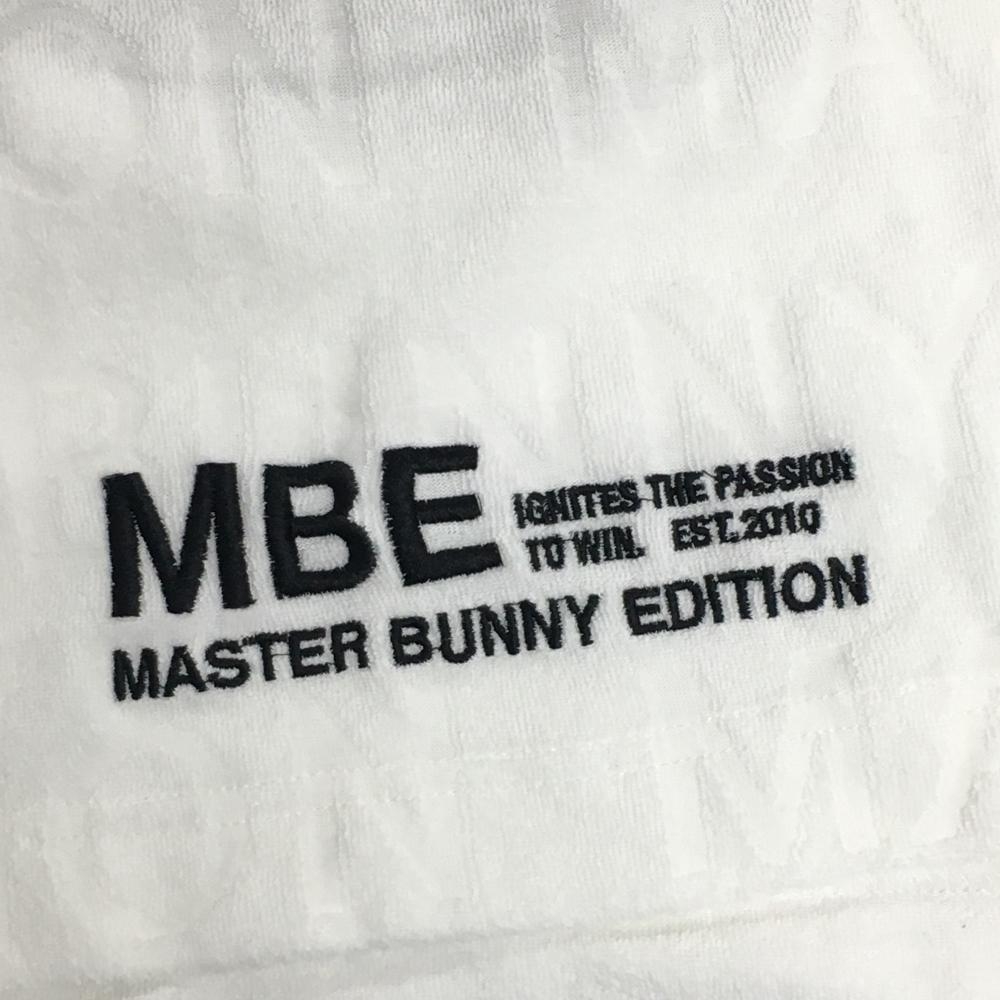 MBE IGNITES THE PASSION
TO WIN. EST.2010
MASTER BUNNY EDITION